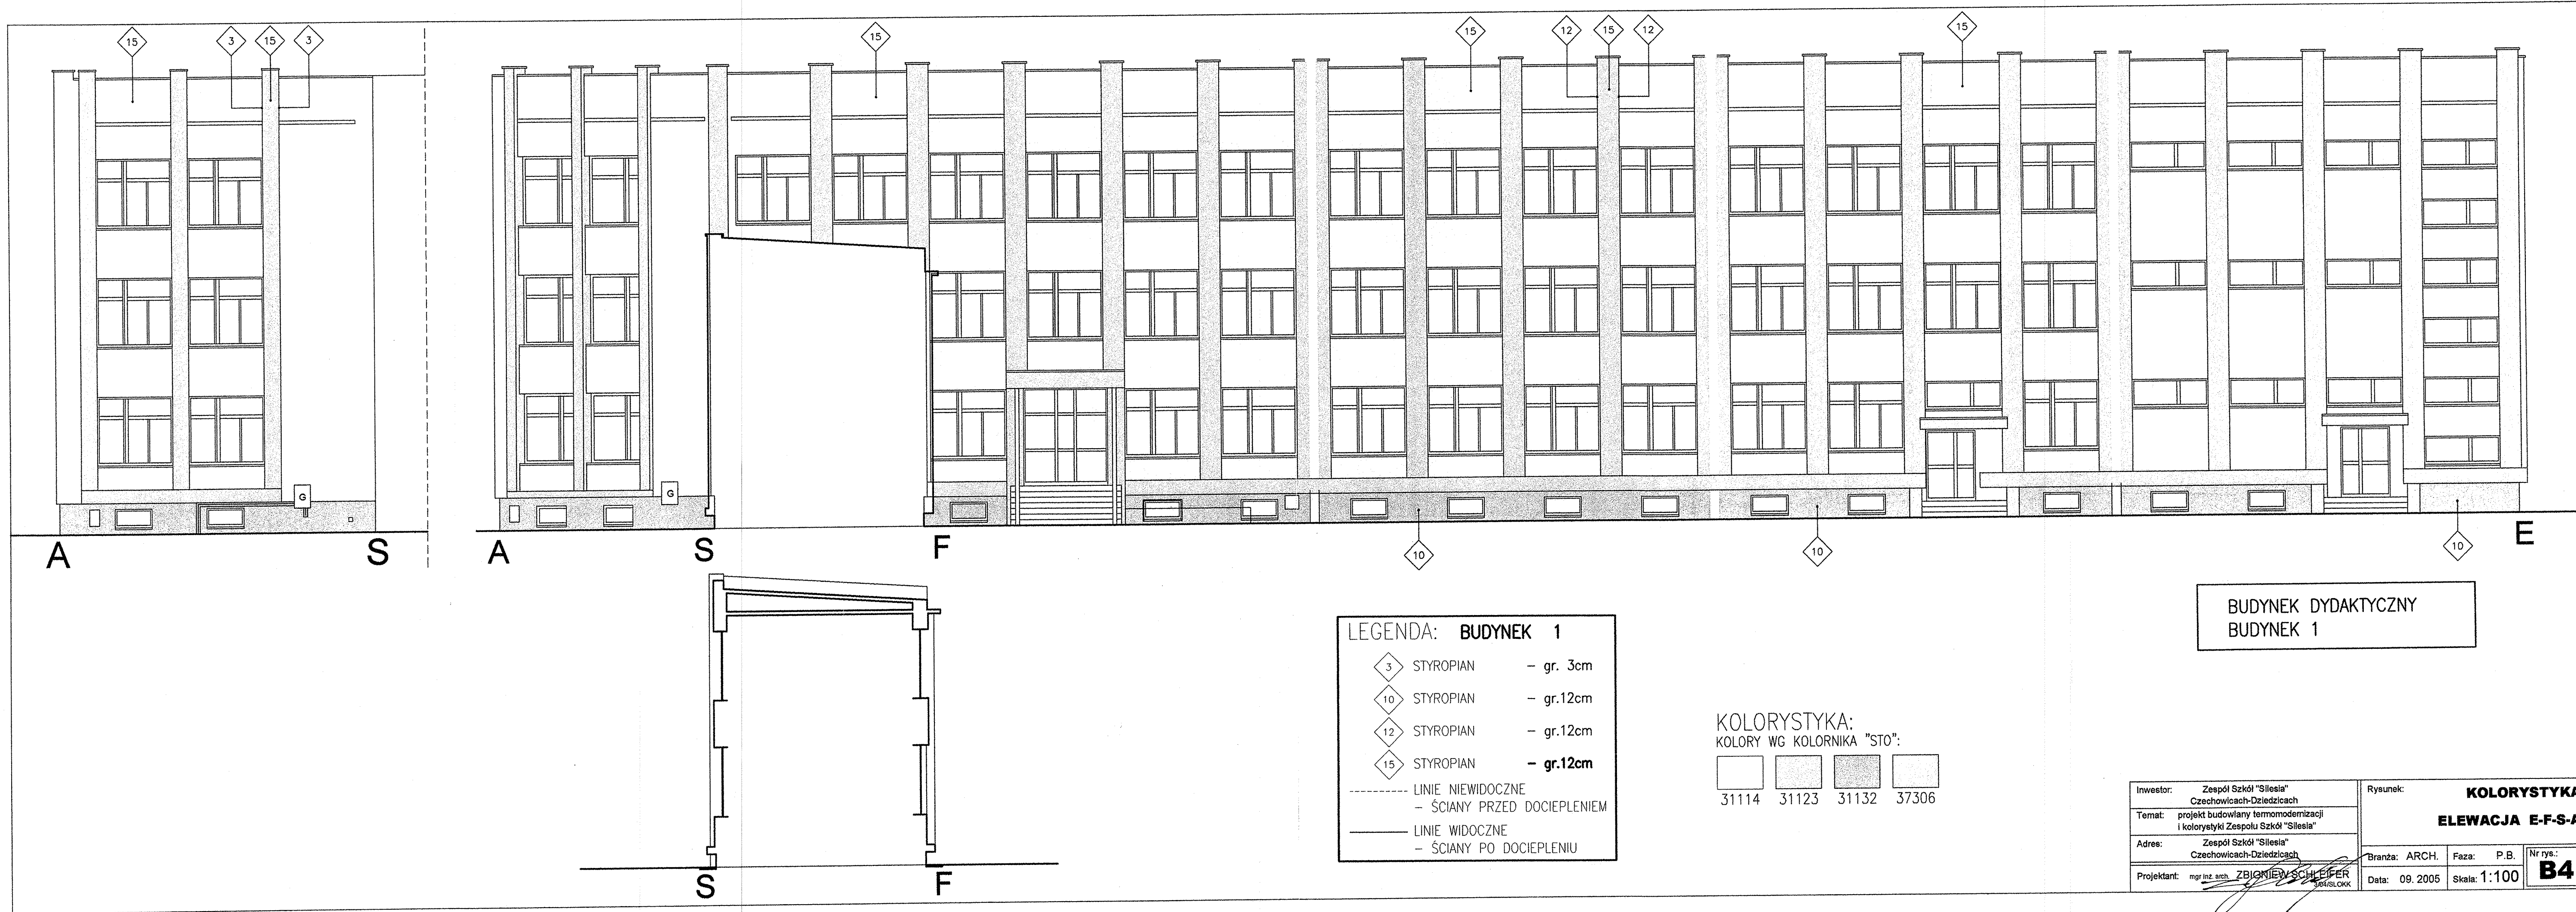 15 3 15 3 15 15 12 15 12 15
G G
10 10 10
A S A S F E
S F
BUDYNEK DYDAKTYCZNY
BUDYNEK 1
LEGENDA: BUDYNEK 1
3 STYROPIAN - gr. 3cm
10 STYROPIAN - gr.12cm
12 STYROPIAN - gr.12cm
15 STYROPIAN - gr.12cm
LINIE NIEWIDOCZNE
- ŚCIANY PRZED DOCIEPLENIEM
LINIE WIDOCZNE
- ŚCIANY PO DOCIEPLENIU
KOLORYSTYKA:
KOLORY WG KOLORNIKA "STO":
31114 31123 31132 37306
Inwestor: Zespół Szkół "Silesia"
Czechowicach-Dziedzicach
Temat: projekt budowlany termomodernizacji
i kolorystyki Zespołu Szkół "Silesia"
Adres: Zespół Szkół "Silesia"
Czechowicach-Dziedzicach
Projektant: mgr inż. arch. ZBIGNIEW SCHLEIFER
3/04/SLOKK
Rysunek: KOLORYSTYKA
ELEWACJA E-F-S-A
Branża: ARCH. Faza: P.B. Nr rys.:
Data: 09. 2005 Skala: 1:100 B4